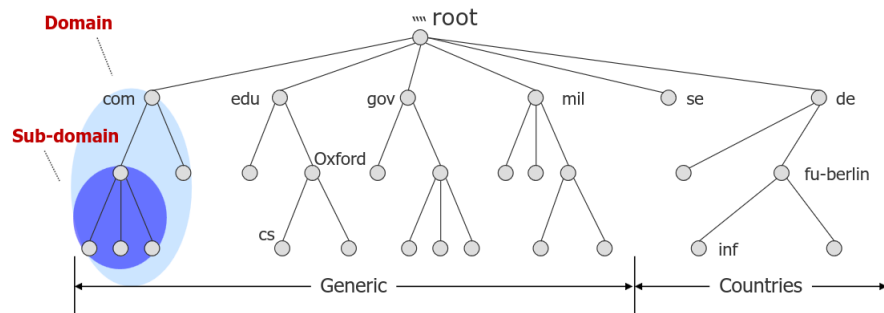 "" root
Domain
com
edu
gov
mil
se
de
Sub-domain
Oxford
fu-berlin
cs
inf
Generic
Countries